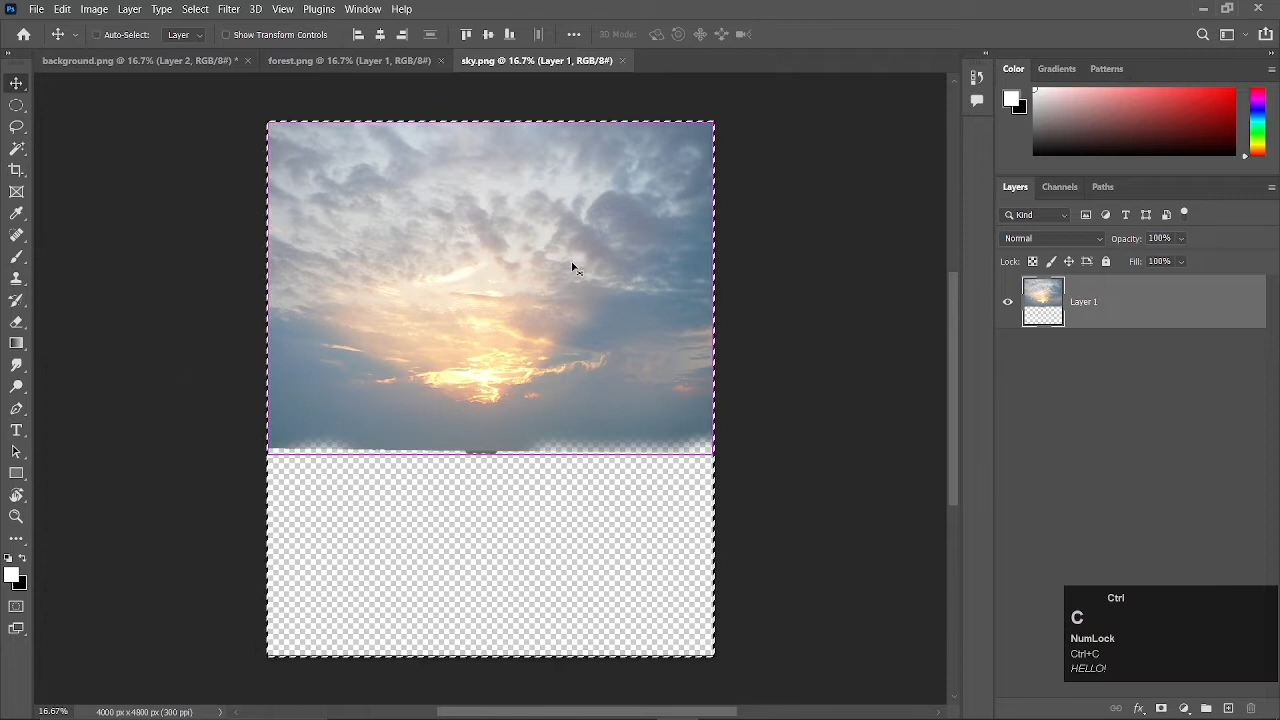 Ps File Edit Image Layer Type Select Filter 3D View Plugins Window Help
Auto-Select: Layer Show Transform Controls 3D Mode:
background.png @ 16.7% (Layer 2, RGB/8#) * forest.png @ 16.7% (Layer 1, RGB/8#) sky.png @ 16.7% (Layer 1, RGB/8#)
Color Gradients Patterns
Layers Channels Paths
Kind
Normal Opacity: 100%
Lock: Fill: 100%
Layer 1
Ctrl
C
NumLock
Ctrl+C
HELLO!
16.67% 4000 px x 4800 px (300 ppi)